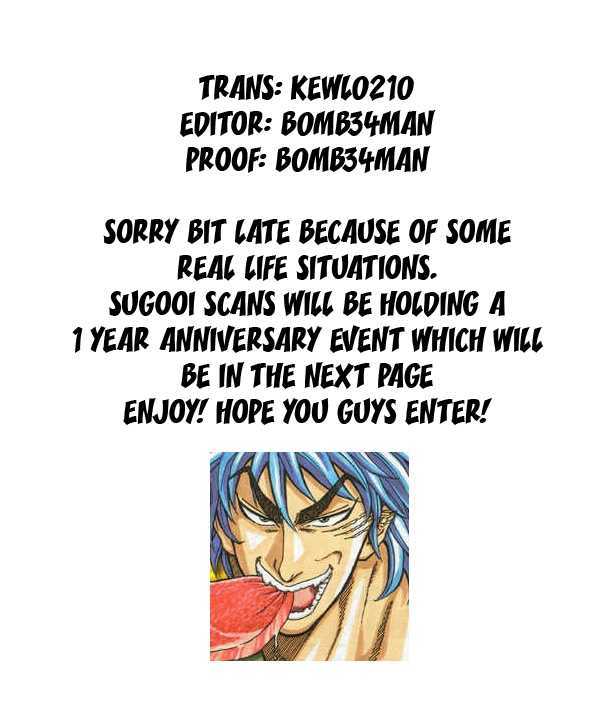 TRANS: KEWL0210
EDITOR: BOMB34MAN
PROOF: BOMB34MAN
SORRY BIT LATE BECAUSE OF SOME
REAL LIFE SITUATIONS.
SUGOOI SCANS WILL BE HOLDING A
1 YEAR ANNIVERSARY EVENT WHICH WILL
BE IN THE NEXT PAGE
ENJOY! HOPE YOU GUYS ENTER!